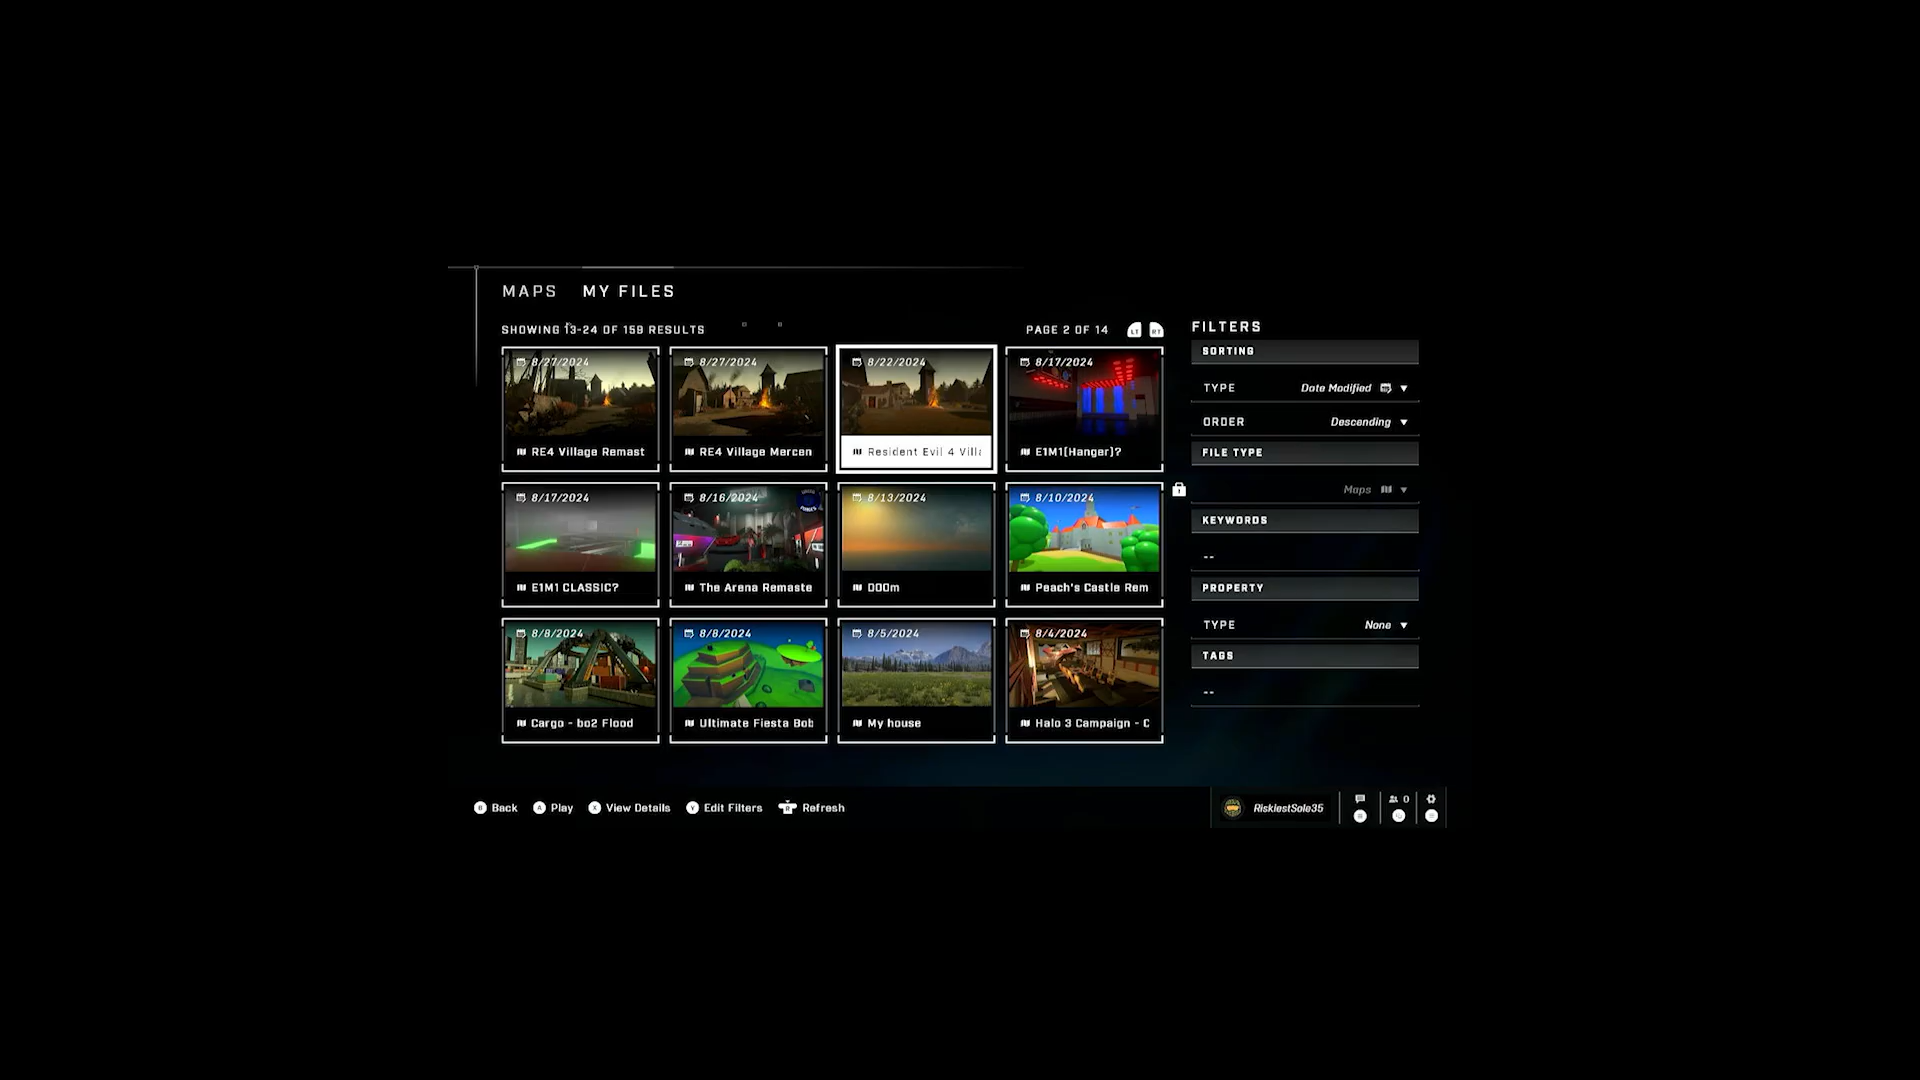 MAPS MY FILES
SHOWING 13-24 OF 159 RESULTS
PAGE 2 OF 14 LT RT
8/27/2024
RE4 Village Remast
8/27/2024
RE4 Village Mercen
8/22/2024
Resident Evil 4 Villa
8/17/2024
E1M1(Hanger)?
8/17/2024
E1M1 CLASSIC?
8/16/2024
The Arena Remaste
8/13/2024
D00m
8/10/2024
Peach's Castle Rem
8/8/2024
Cargo - bo2 Flood
8/8/2024
Ultimate Fiesta Bob
8/5/2024
My house
8/4/2024
Halo 3 Campaign - C
FILTERS
SORTING
TYPE Date Modified
ORDER Descending
FILE TYPE
Maps
KEYWORDS
--
PROPERTY
TYPE None
TAGS
--
B Back A Play X View Details Y Edit Filters R Refresh
RiskiestSole35
0